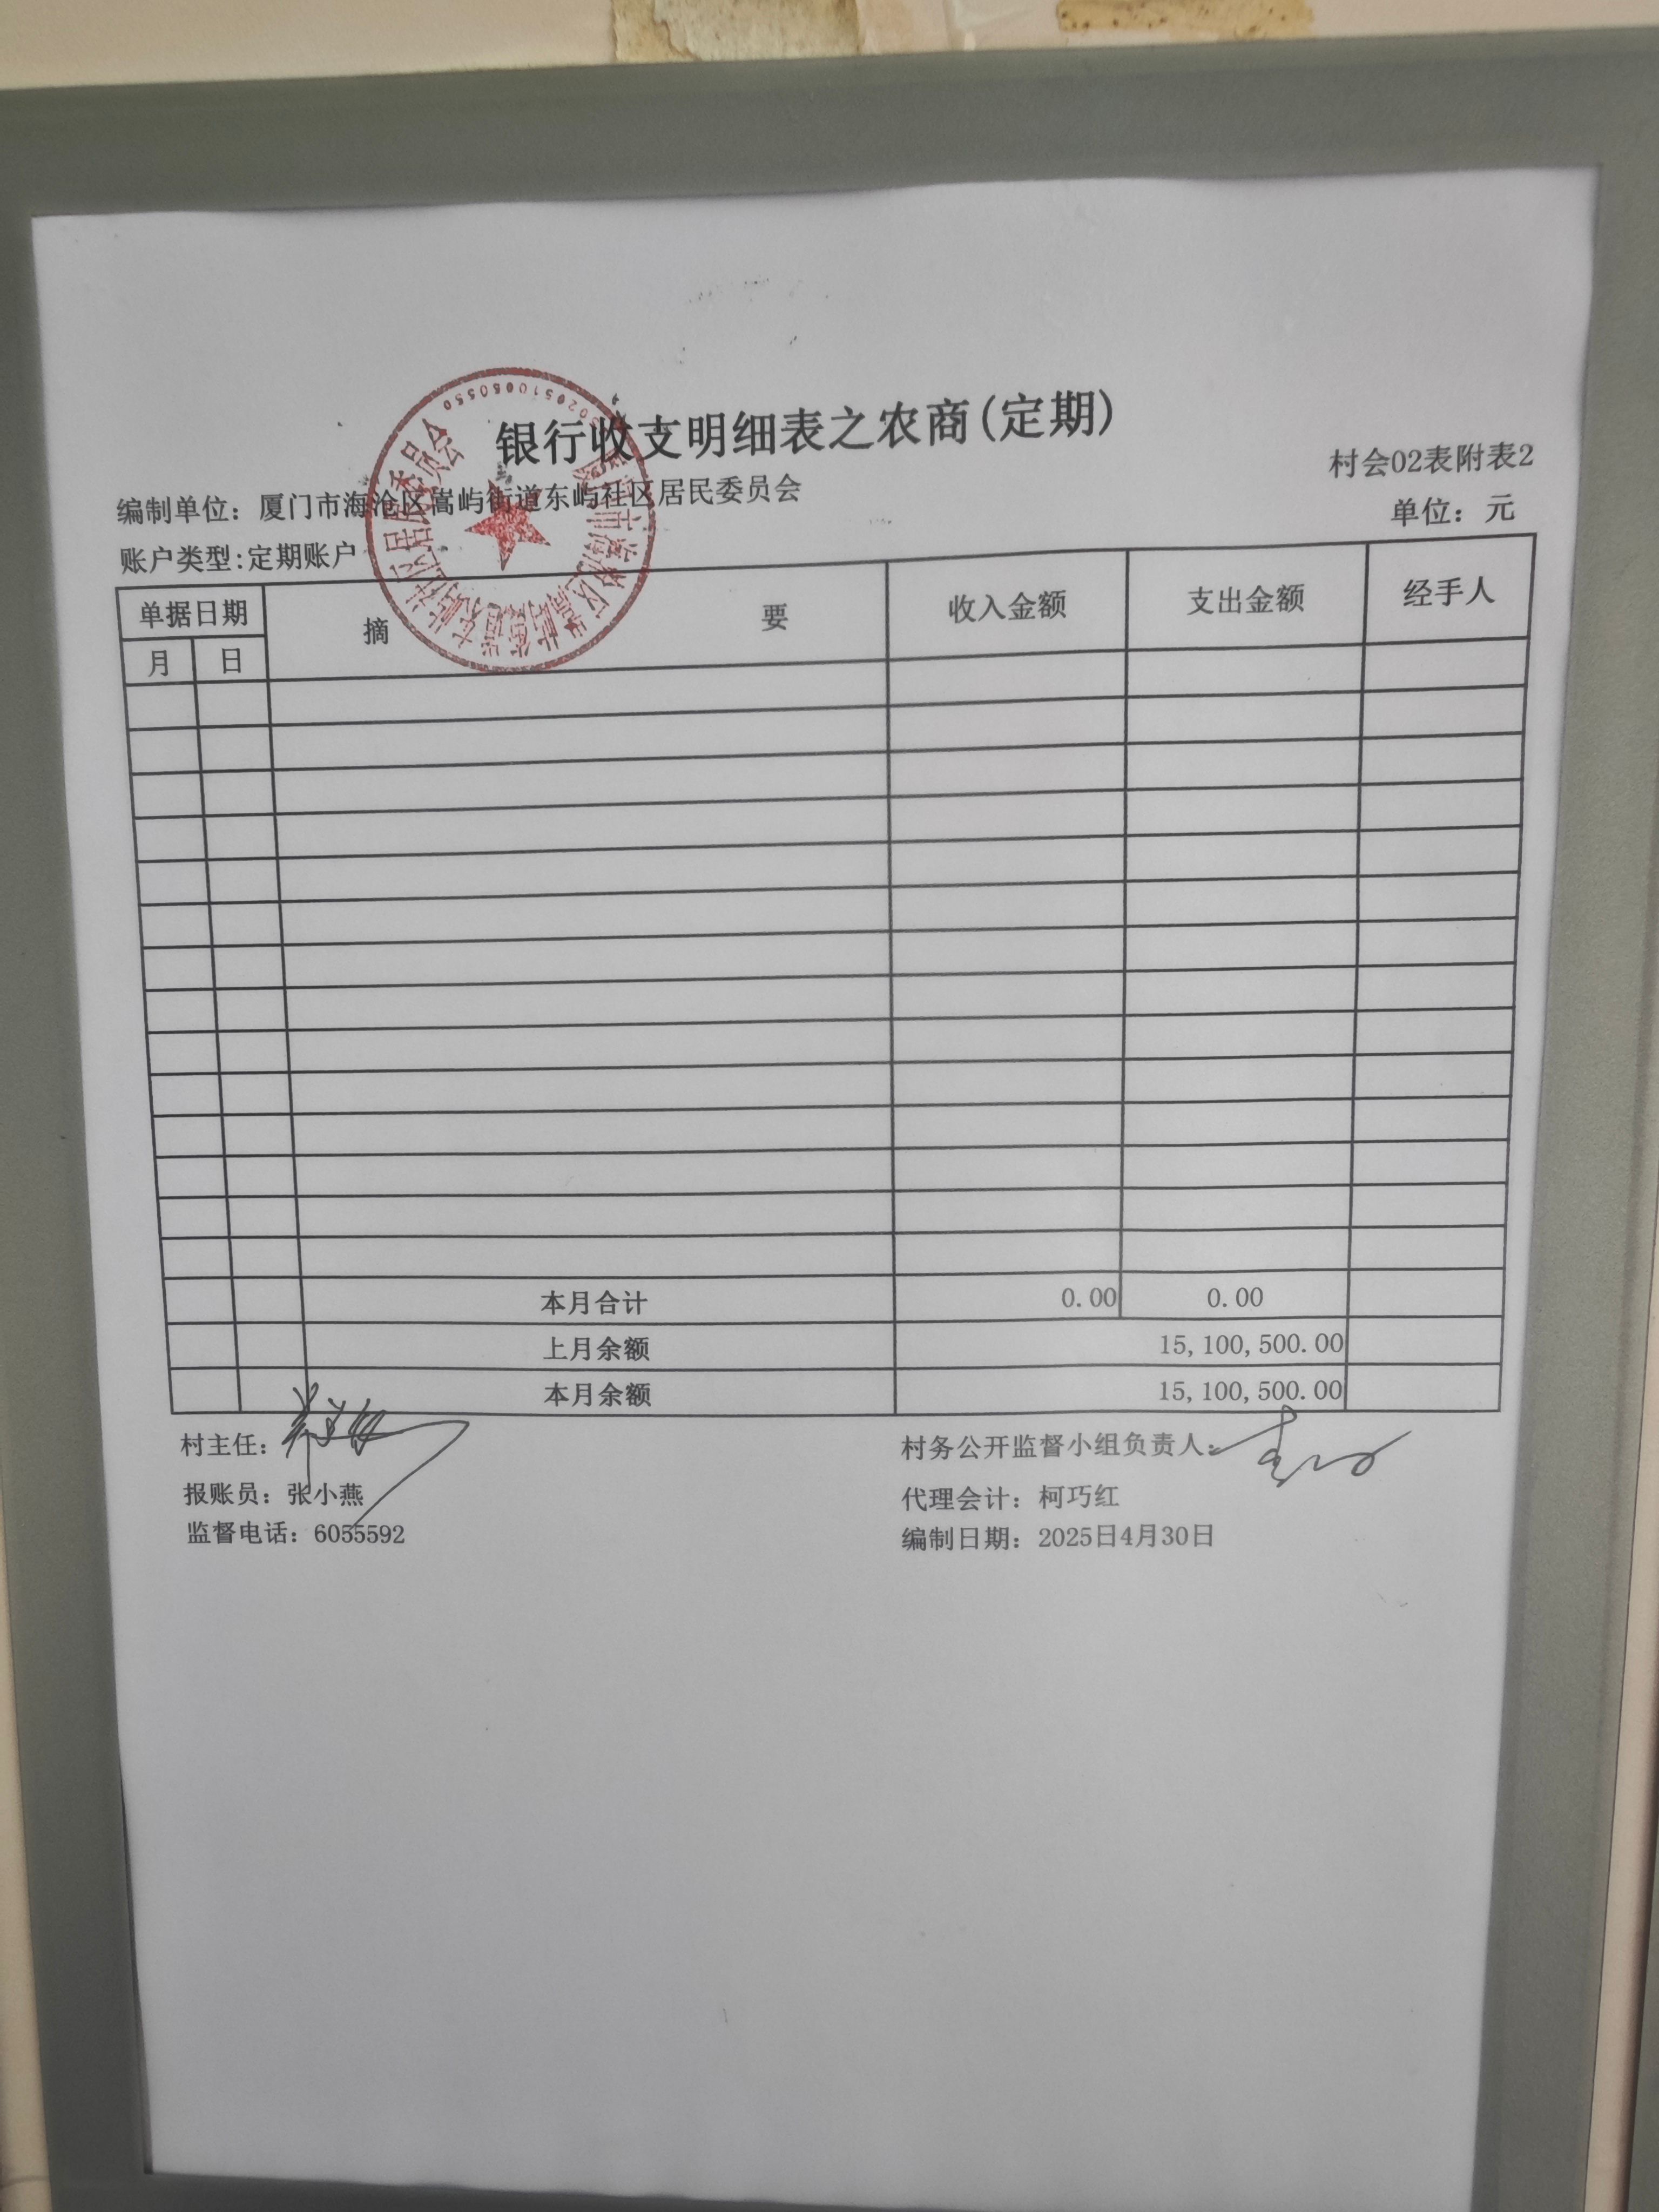 银行收支明细表之农商(定期)
村会02表附表2
编制单位：厦门市海沧区嵩屿街道东屿社区居民委员会
单位：元
账户类型:定期账户
单据日期 摘 要 收入金额 支出金额 经手人
月 日
本月合计 0.00 0.00
上月余额 15,100,500.00
本月余额 15,100,500.00
村主任： 村务公开监督小组负责人：
报账员：张小燕 代理会计：柯巧红
监督电话：6055592 编制日期：2025日4月30日